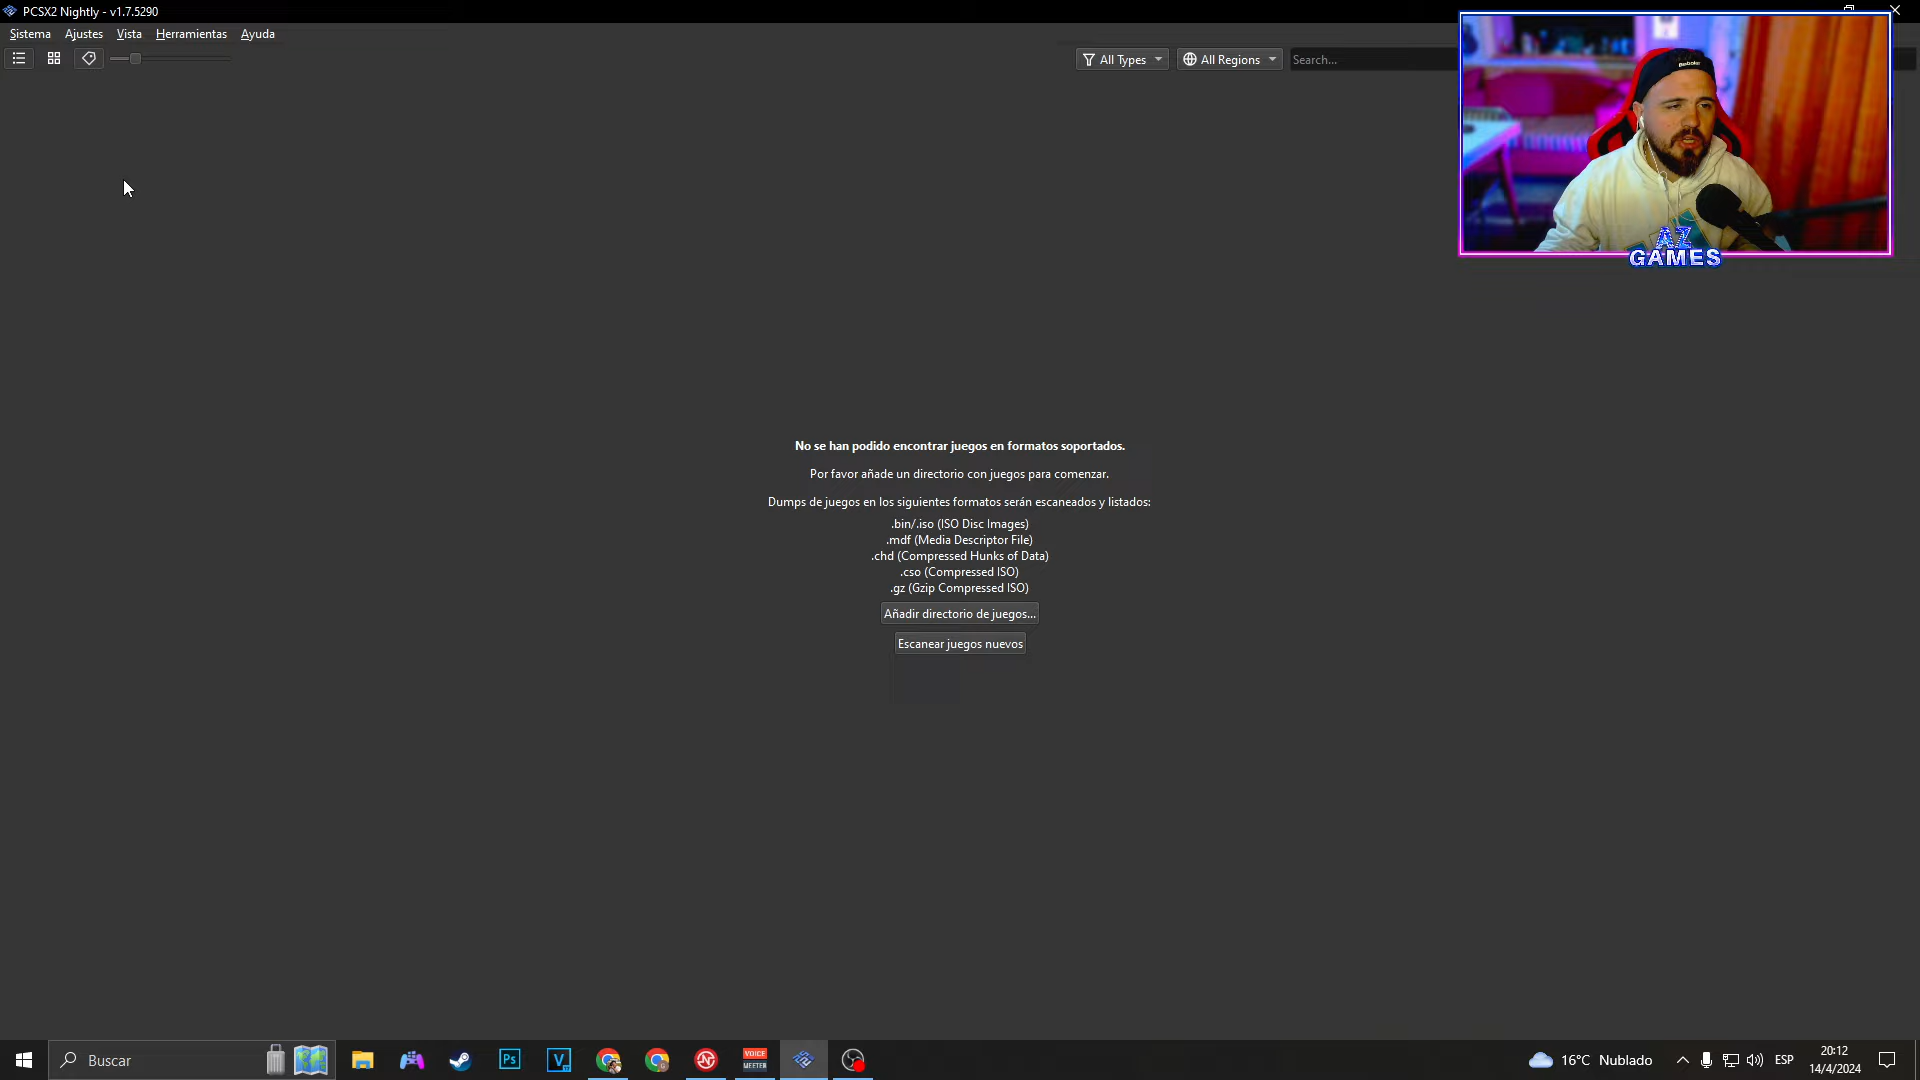 PCSX2 Nightly - v1.7.5290
Sistema Ajustes Vista Herramientas Ayuda
All Types All Regions Search...
AZ
GAMES
No se han podido encontrar juegos en formatos soportados.
Por favor añade un directorio con juegos para comenzar.
Dumps de juegos en los siguientes formatos serán escaneados y listados:
.bin/.iso (ISO Disc Images)
.mdf (Media Descriptor File)
.chd (Compressed Hunks of Data)
.cso (Compressed ISO)
.gz (Gzip Compressed ISO)
Añadir directorio de juegos...
Escanear juegos nuevos
Buscar
Ps
V
VOICE
MEETER
16°C Nublado
ESP
20:12
14/4/2024